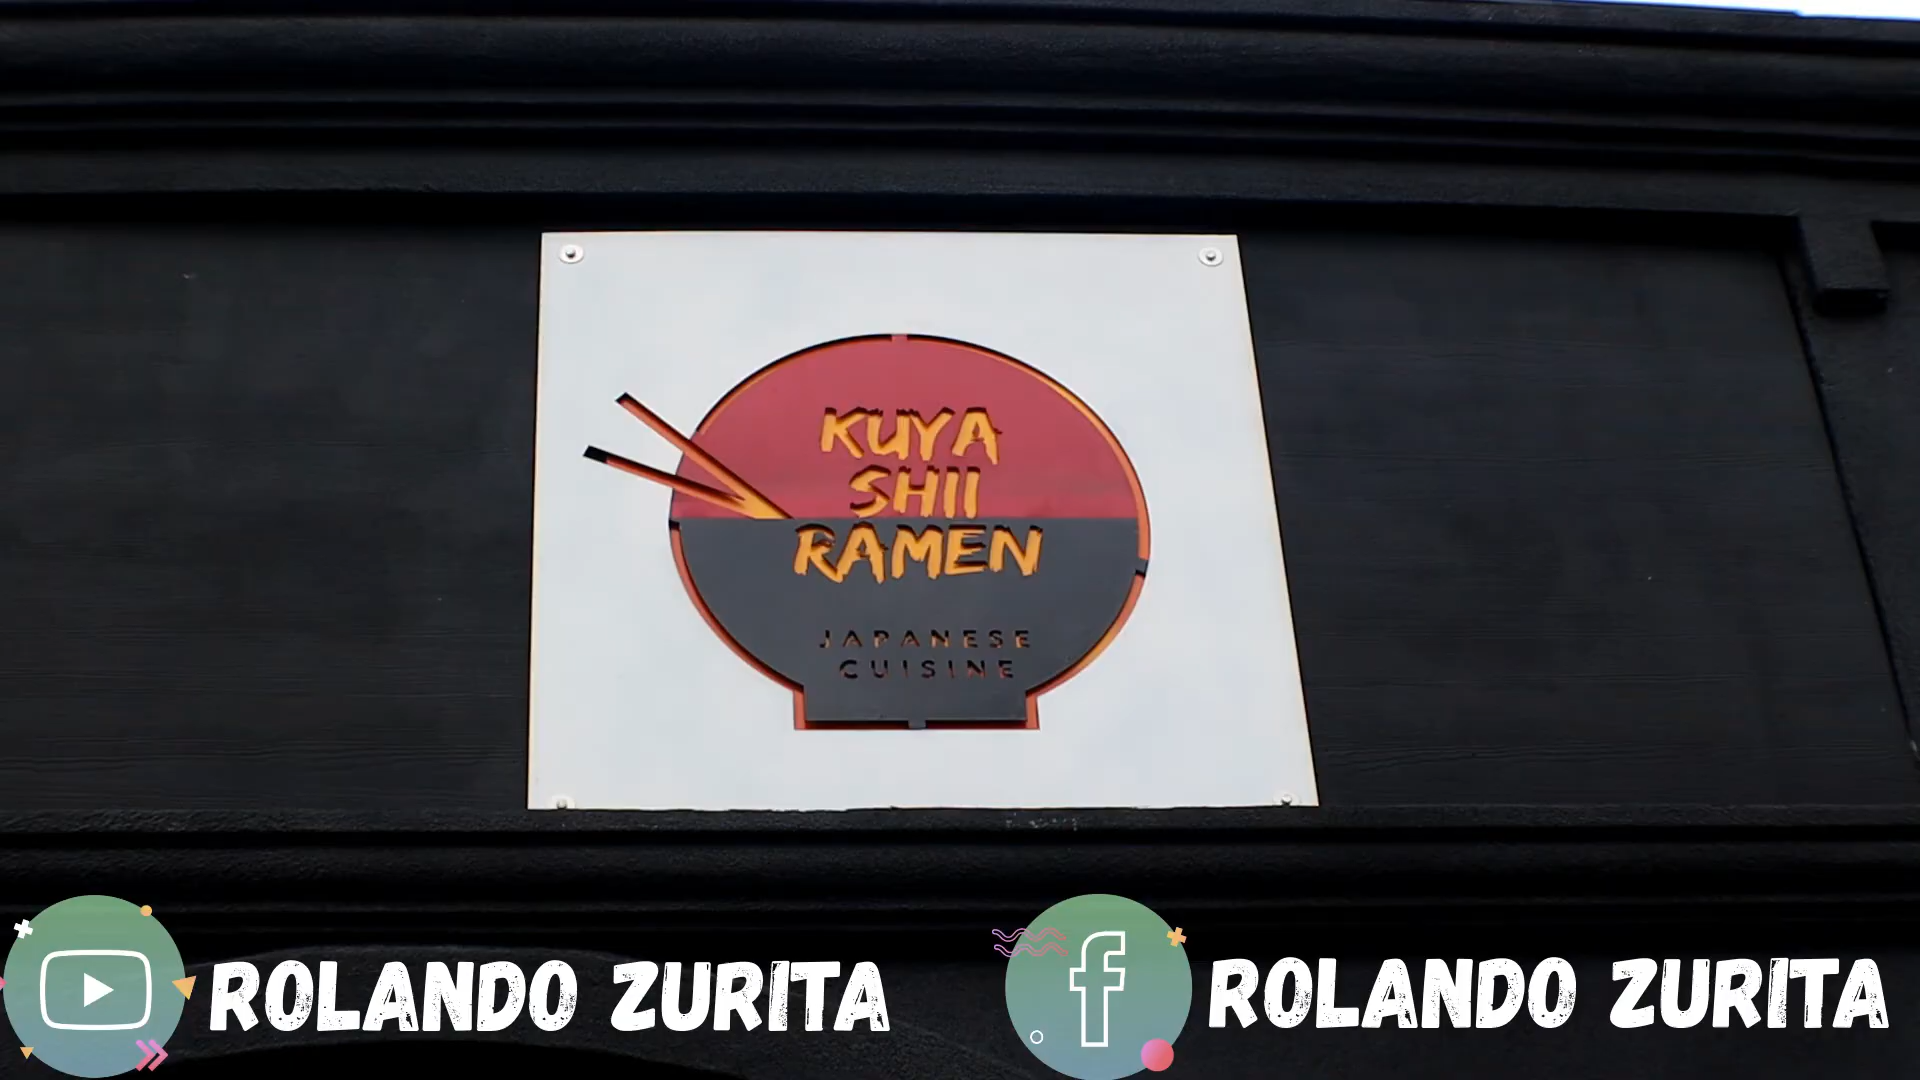 KUYA
SHII
RAMEN
JAPANESE
CUISINE
ROLANDO ZURITA
ROLANDO ZURITA